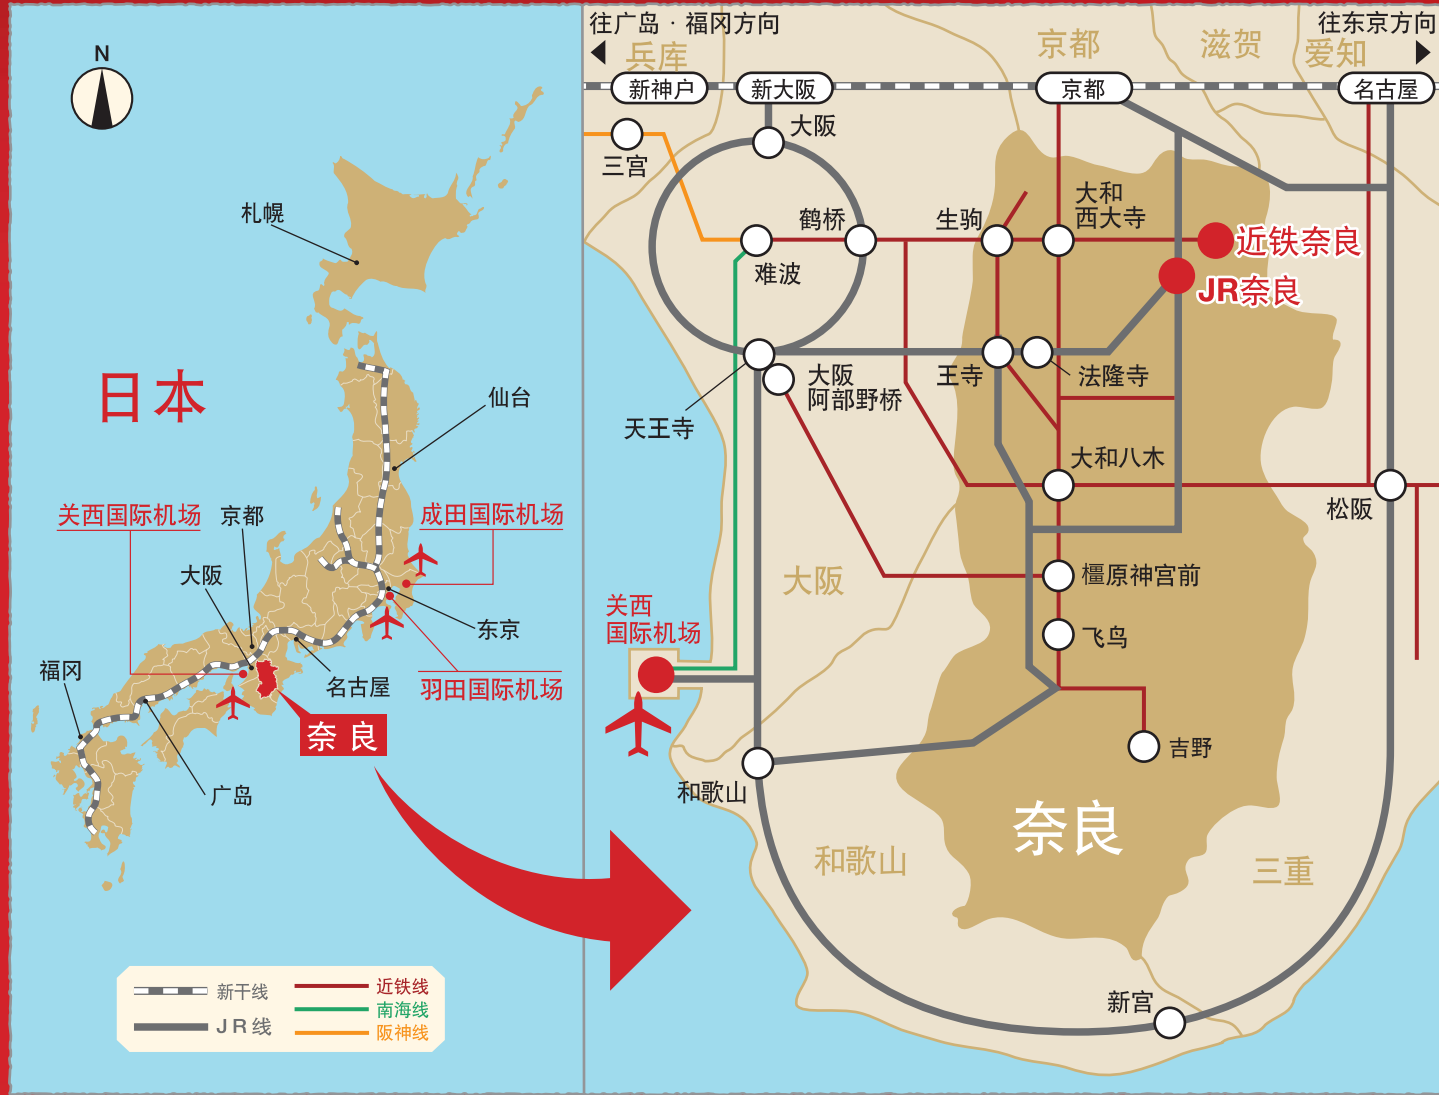 N
日本
札幌
仙台
关西国际机场
京都
成田国际机场
大阪
东京
福冈
名古屋
羽田国际机场
奈良
广岛
新干线
JR线
近铁线
南海线
阪神线
往广岛·福冈方向
往东京方向
兵库
京都
滋贺
爱知
新神户
新大阪
京都
名古屋
大阪
三宫
鹤桥
生驹
大和
西大寺
近铁奈良
难波
JR奈良
大阪
阿部野桥
王寺
法隆寺
天王寺
大和八木
松阪
大阪
橿原神宫前
关西
国际机场
飞鸟
吉野
和歌山
奈良
和歌山
三重
新宫